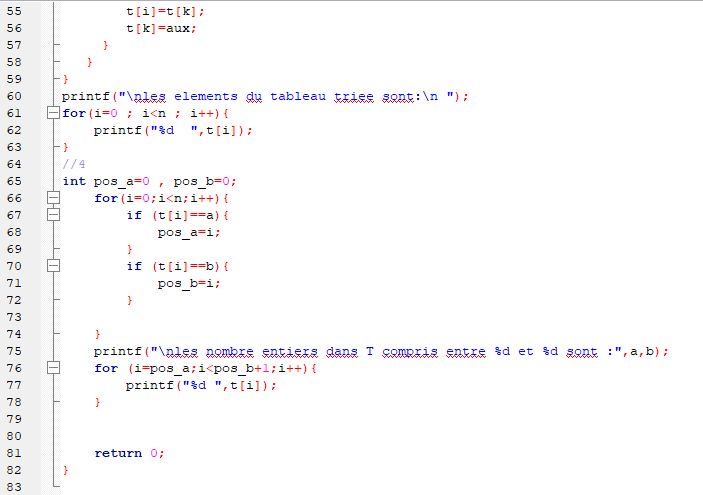 55 t[i]=t[k];
56 t[k]=aux;
57 }
58 }
59 }
60 printf("\nles elements du tableau triee sont:\n ");
61 for(i=0 ; i<n ; i++){
62 printf("%d  ",t[i]);
63 }
64 //4
65 int pos_a=0 , pos_b=0;
66 for(i=0;i<n;i++){
67 if (t[i]==a){
68 pos_a=i;
69 }
70 if (t[i]==b){
71 pos_b=i;
72 }
73
74 }
75 printf("\nles nombre entiers dans T compris entre %d et %d sont :",a,b);
76 for (i=pos_a;i<pos_b+1;i++){
77 printf("%d ",t[i]);
78 }
79
80
81 return 0;
82 }
83